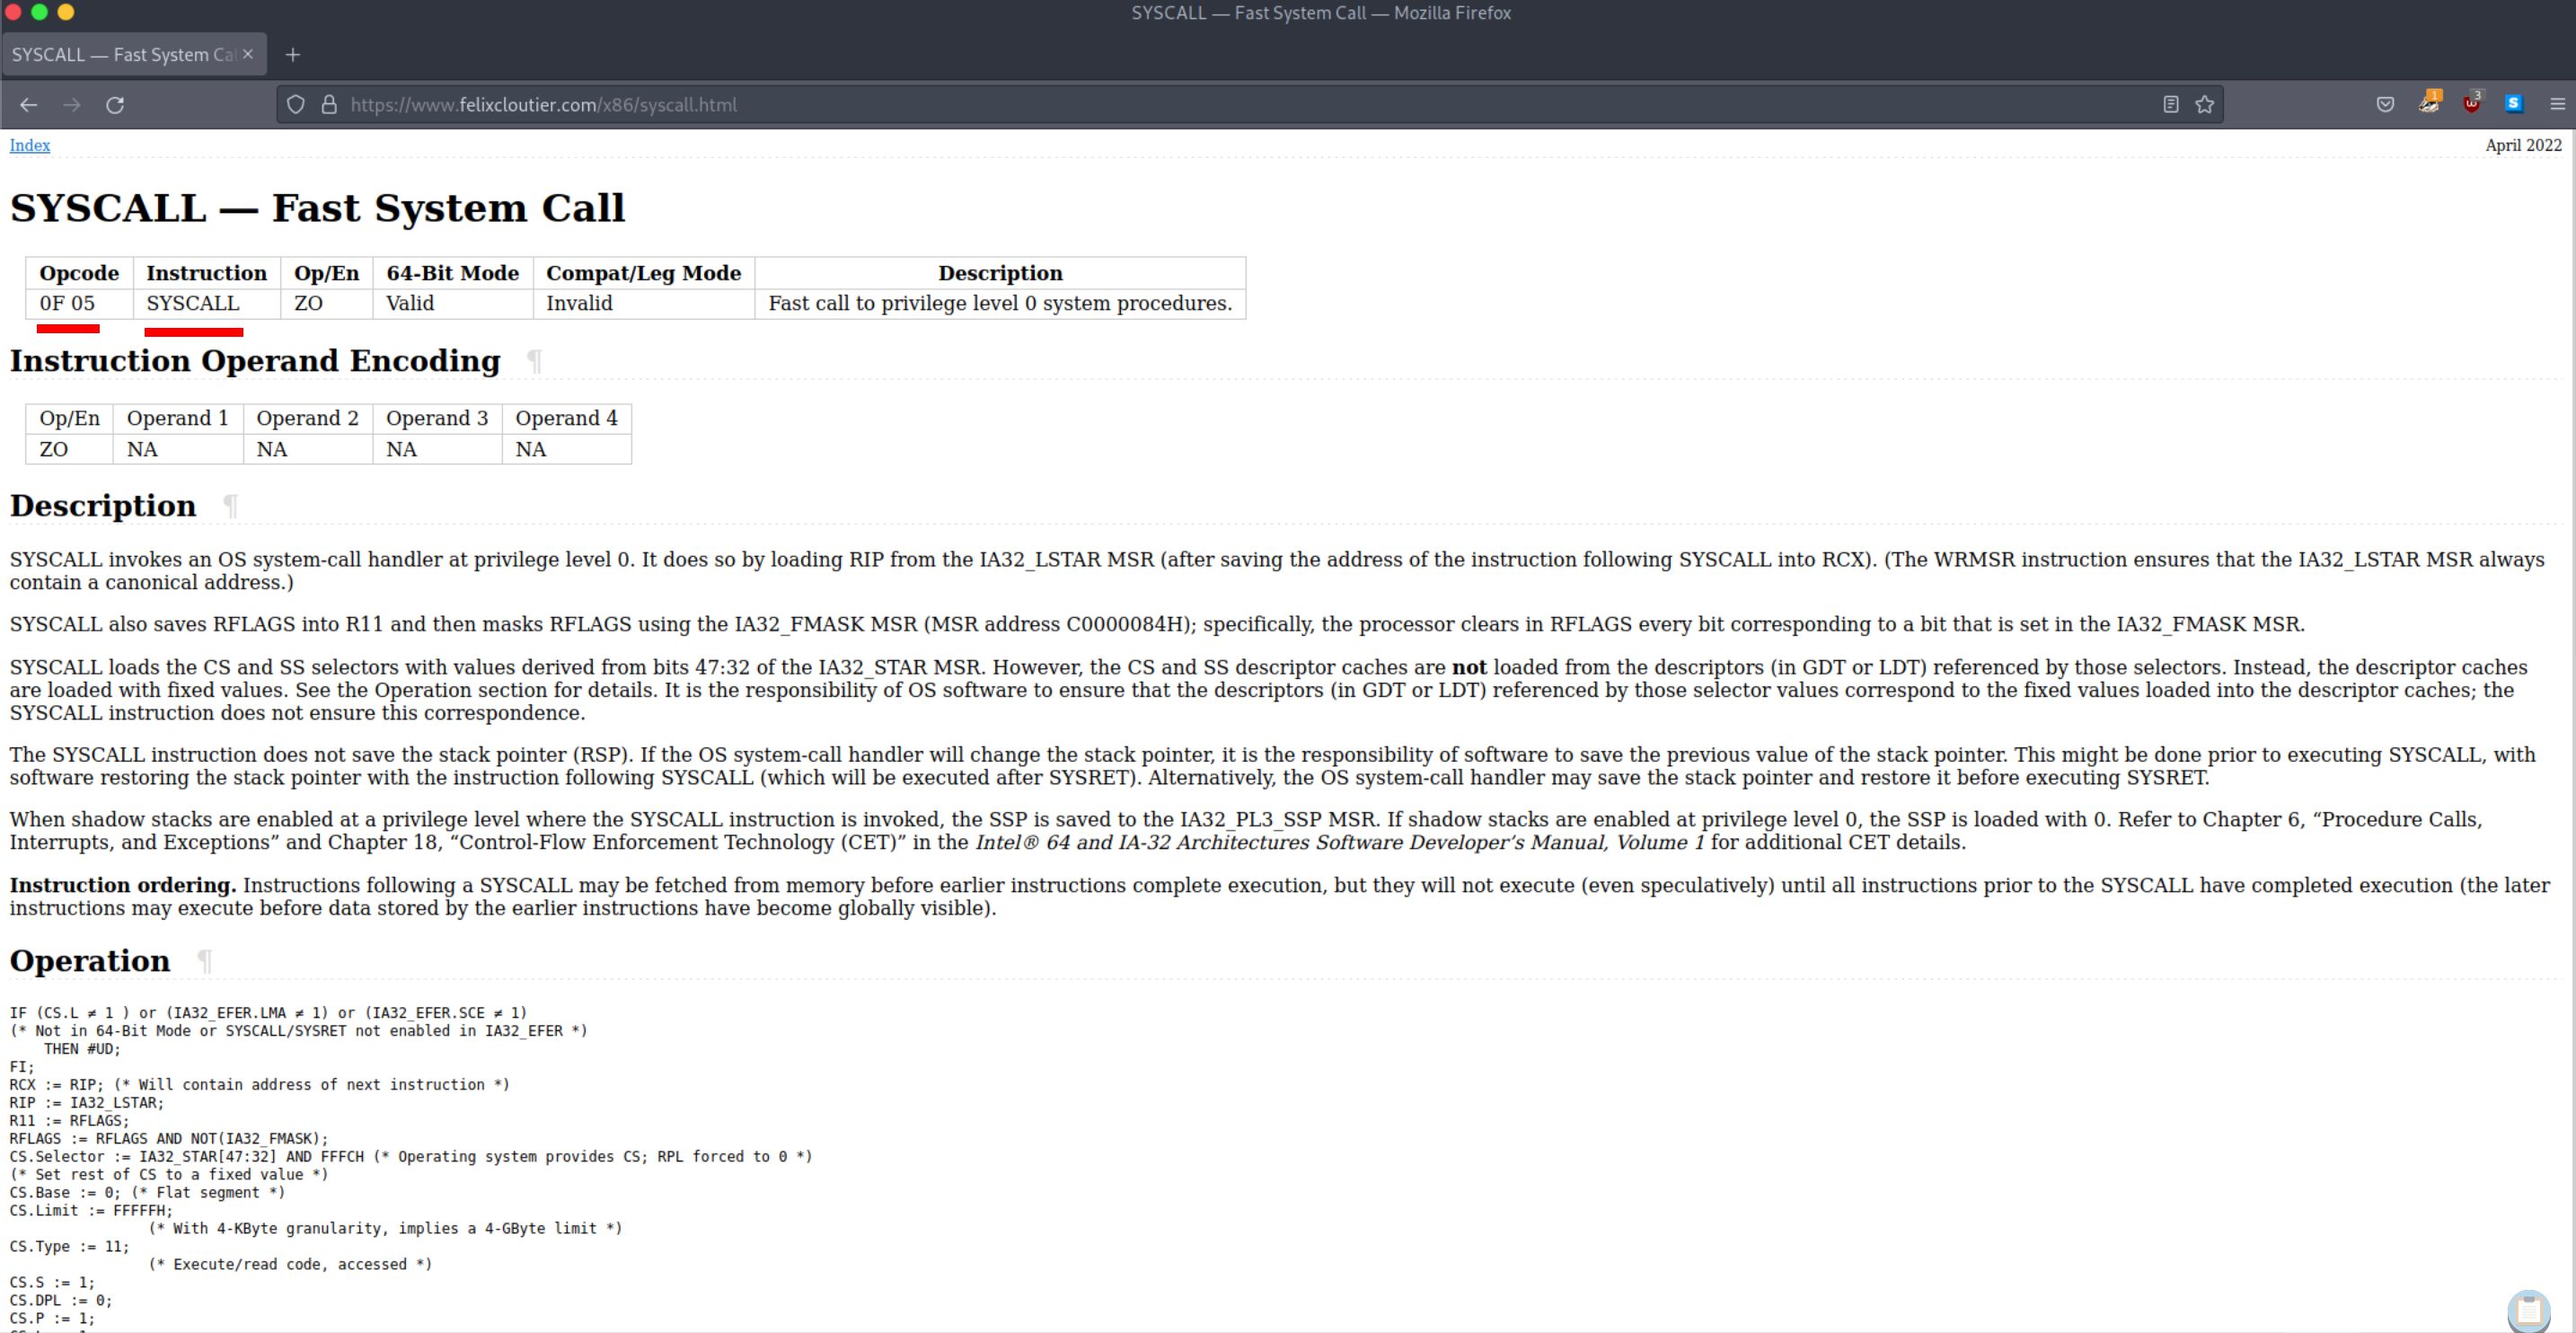 SYSCALL — Fast System Call — Mozilla Firefox
SYSCALL — Fast System Ca
https://www.felixcloutier.com/x86/syscall.html
1
3
S
Index
April 2022
SYSCALL — Fast System Call
Opcode Instruction Op/En 64-Bit Mode Compat/Leg Mode Description
0F 05 SYSCALL ZO Valid Invalid Fast call to privilege level 0 system procedures.
Instruction Operand Encoding ¶
Op/En Operand 1 Operand 2 Operand 3 Operand 4
ZO NA NA NA NA
Description ¶
SYSCALL invokes an OS system-call handler at privilege level 0. It does so by loading RIP from the IA32_LSTAR MSR (after saving the address of the instruction following SYSCALL into RCX). (The WRMSR instruction ensures that the IA32_LSTAR MSR always
contain a canonical address.)
SYSCALL also saves RFLAGS into R11 and then masks RFLAGS using the IA32_FMASK MSR (MSR address C0000084H); specifically, the processor clears in RFLAGS every bit corresponding to a bit that is set in the IA32_FMASK MSR.
SYSCALL loads the CS and SS selectors with values derived from bits 47:32 of the IA32_STAR MSR. However, the CS and SS descriptor caches are not loaded from the descriptors (in GDT or LDT) referenced by those selectors. Instead, the descriptor caches
are loaded with fixed values. See the Operation section for details. It is the responsibility of OS software to ensure that the descriptors (in GDT or LDT) referenced by those selector values correspond to the fixed values loaded into the descriptor caches; the
SYSCALL instruction does not ensure this correspondence.
The SYSCALL instruction does not save the stack pointer (RSP). If the OS system-call handler will change the stack pointer, it is the responsibility of software to save the previous value of the stack pointer. This might be done prior to executing SYSCALL, with
software restoring the stack pointer with the instruction following SYSCALL (which will be executed after SYSRET). Alternatively, the OS system-call handler may save the stack pointer and restore it before executing SYSRET.
When shadow stacks are enabled at a privilege level where the SYSCALL instruction is invoked, the SSP is saved to the IA32_PL3_SSP MSR. If shadow stacks are enabled at privilege level 0, the SSP is loaded with 0. Refer to Chapter 6, “Procedure Calls,
Interrupts, and Exceptions” and Chapter 18, “Control-Flow Enforcement Technology (CET)” in the Intel® 64 and IA-32 Architectures Software Developer’s Manual, Volume 1 for additional CET details.
Instruction ordering. Instructions following a SYSCALL may be fetched from memory before earlier instructions complete execution, but they will not execute (even speculatively) until all instructions prior to the SYSCALL have completed execution (the later
instructions may execute before data stored by the earlier instructions have become globally visible).
Operation ¶
IF (CS.L ≠ 1 ) or (IA32_EFER.LMA ≠ 1) or (IA32_EFER.SCE ≠ 1)
(* Not in 64-Bit Mode or SYSCALL/SYSRET not enabled in IA32_EFER *)
THEN #UD;
FI;
RCX := RIP; (* Will contain address of next instruction *)
RIP := IA32_LSTAR;
R11 := RFLAGS;
RFLAGS := RFLAGS AND NOT(IA32_FMASK);
CS.Selector := IA32_STAR[47:32] AND FFFCH (* Operating system provides CS; RPL forced to 0 *)
(* Set rest of CS to a fixed value *)
CS.Base := 0; (* Flat segment *)
CS.Limit := FFFFFH;
(* With 4-KByte granularity, implies a 4-GByte limit *)
CS.Type := 11;
(* Execute/read code, accessed *)
CS.S := 1;
CS.DPL := 0;
CS.P := 1;